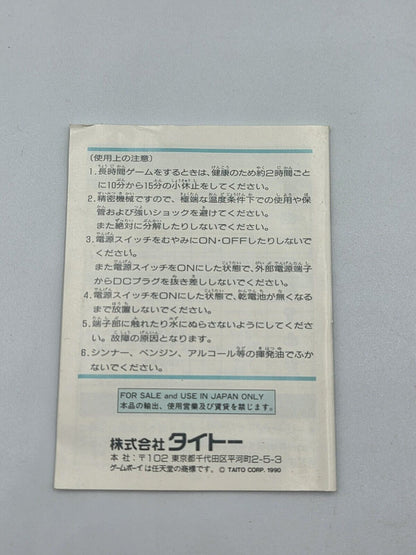 (使用上の注意)
1.長時間ゲームをするときは、健康のため約2時間ごと
に10分から15分の小休止をしてください。
2.精密機械ですので、極端な温度条件下での使用や保
管および強いショックを避けてください。
また絶対に分解したりしないでください。
3.電源スイッチをむやみにON・OFFしたりしないで
ください。
また電源スイッチをONにした状態で、外部電源端子
からDCプラグを抜き差ししないでください。
4.電源スイッチをONにした状態で、乾電池が無くなる
まで放置しないでください。
5.端子部に触れたり水にぬらさないようにしてくださ
い。故障の原因となります。
6.シンナー、ベンジン、アルコール等の揮発油でふか
ないでください。
FOR SALE and USE IN JAPAN ONLY
本品の輸出、使用営業及び賃貸を禁じます。
株式会社 タイトー
本社:〒102 東京都千代田区平河町2-5-3
ゲームボーイは任天堂の商標です。© TAITO CORP. 1990